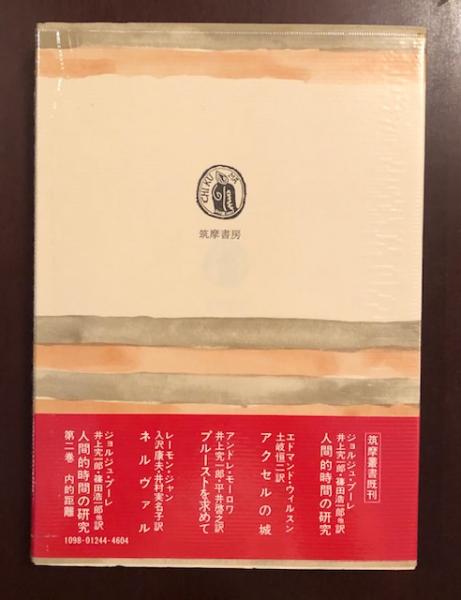 CHIKUMA
筑摩書房
筑摩叢書既刊
ジョルジュ・プーレ
井上究一郎・篠田浩一郎他訳
人間的時間の研究
エドマンド・ウィルスン
土岐恒二訳
アクセルの城
アンドレ・モーロワ
井上究一郎・平井啓之訳
プルーストを求めて
レーモン・ジャン
入沢康夫・井村実名子訳
ネルヴァル
ジョルジュ・プーレ
井上究一郎・篠田浩一郎他訳
人間的時間の研究
第二巻 内的距離
1098-01244-4604